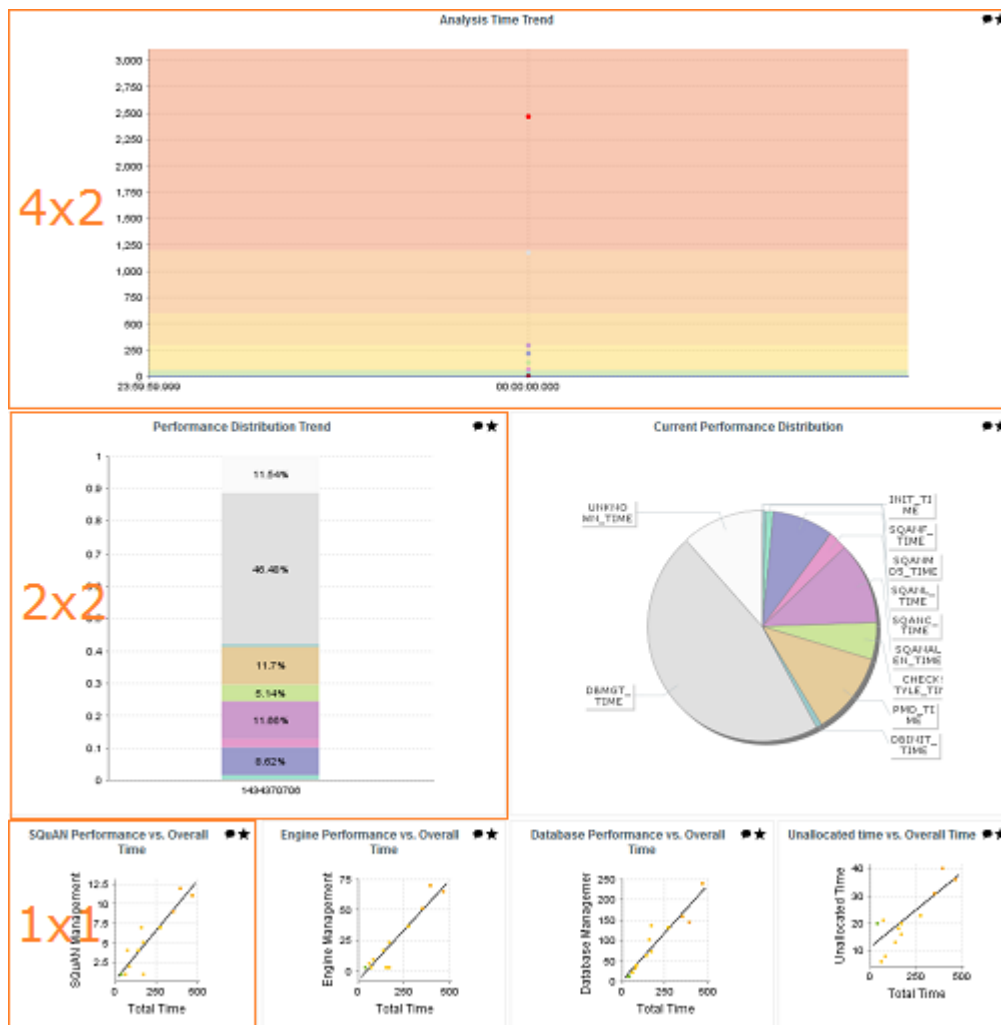 Analysis Time Trend
3,000
2,750
2,500
2,250
2,000
1,750
1,500
1,250
1,000
750
500
250
0
4x2
23:59:59.999
00:00:00.000
Performance Distribution Trend
1
0.9
0.8
0.7
0.6
0.5
0.4
0.3
0.2
0.1
0
2x2
11.54%
46.48%
11.7%
5.14%
11.86%
8.62%
1434370706
Current Performance Distribution
UNKNO
WN_TIME
DBMGT_
TIME
INIT_TI
ME
SQANF_
TIME
SQANM
DS_TIME
SQANL_
TIME
SQANC_
TIME
SQANAL
EN_TIME
CHECKS
TYLE_TIM
PMD_TI
ME
DBINIT_
TIME
SQuAN Performance vs. Overall
Time
12.5
10.0
7.5
5
2.5
1x1
SQUAN Management
0
250
500
Total Time
Engine Performance vs. Overall
Time
75
50
25
0
Engine Management
0
250
500
Total Time
Database Performance vs. Overall
Time
250
200
150
100
50
0
Database Managemer
0
250
500
Total Time
Unallocated time vs. Overall Time
40
30
20
10
Unallocated Time
0
250
500
Total Time